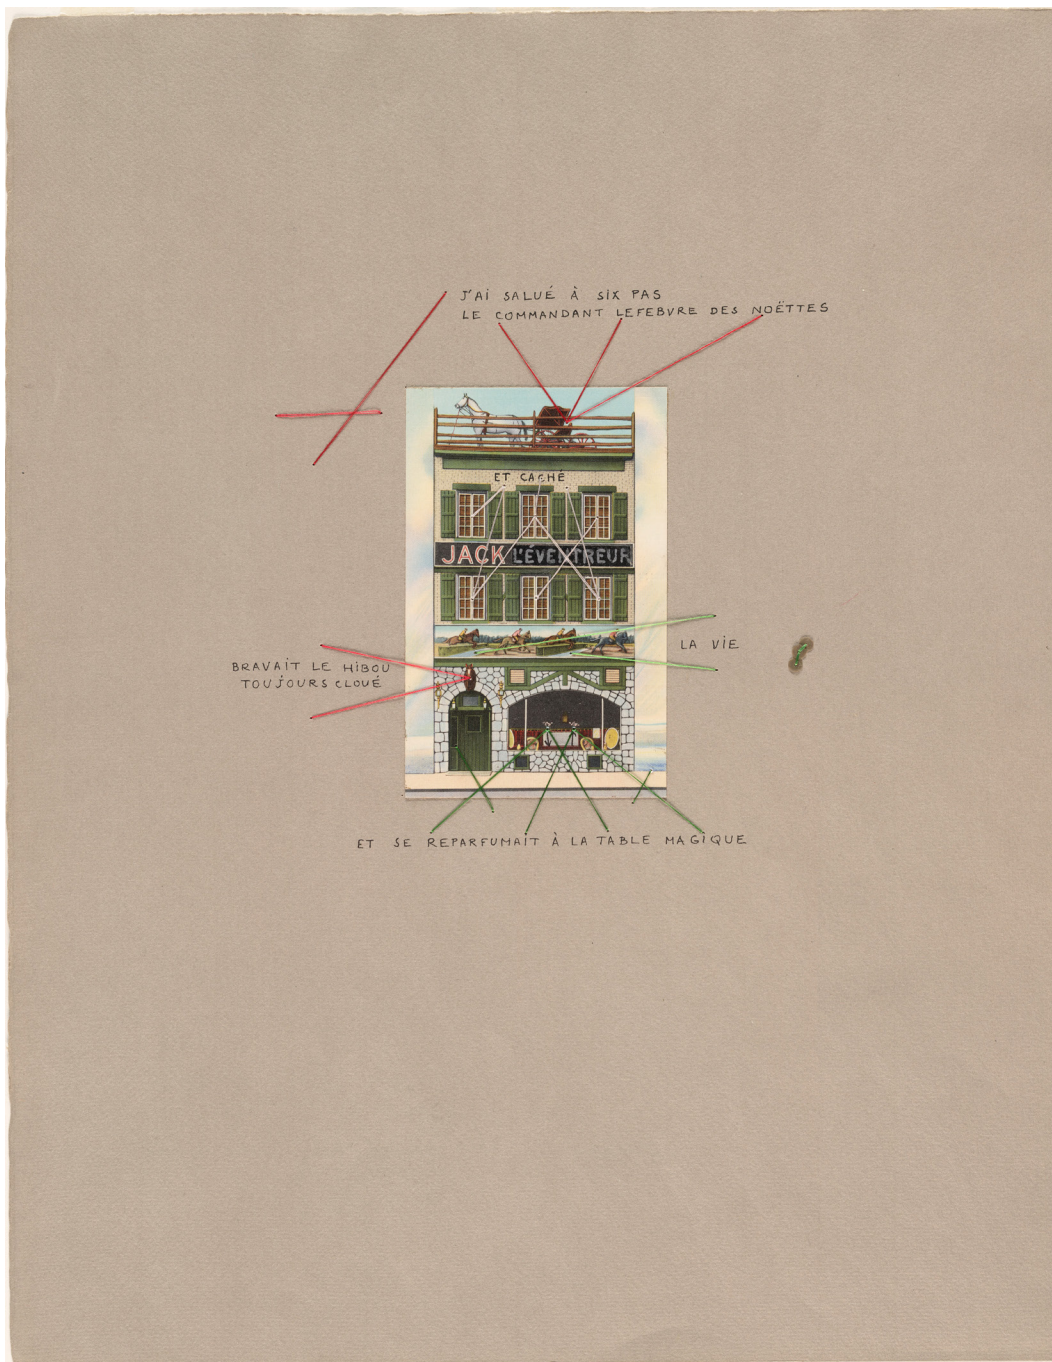 J'AI SALUÉ À SIX PAS
LE COMMANDANT LEFEBVRE DES NOËTTES
ET CACHÉ
JACK L'ÉVENTREUR
LA VIE
BRAVAIT LE HIBOU
TOUJOURS CLOUÉ
ET SE REPARFUMAIT À LA TABLE MAGIQUE